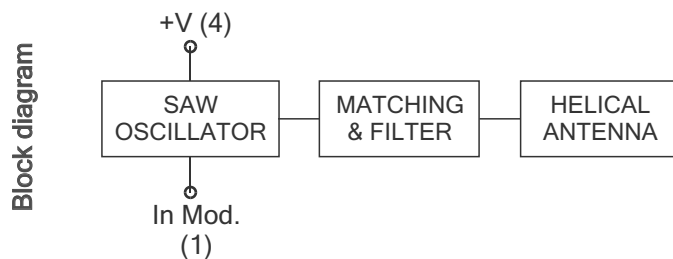 Block diagram
+V (4)
SAW
OSCILLATOR
MATCHING
& FILTER
HELICAL
ANTENNA
In Mod.
(1)